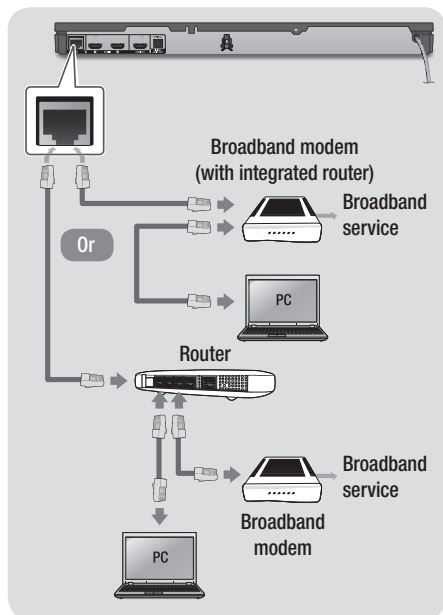 Broadband modem
(with integrated router)
Broadband
service
Or
PC
Router
Broadband
service
Broadband
modem
PC